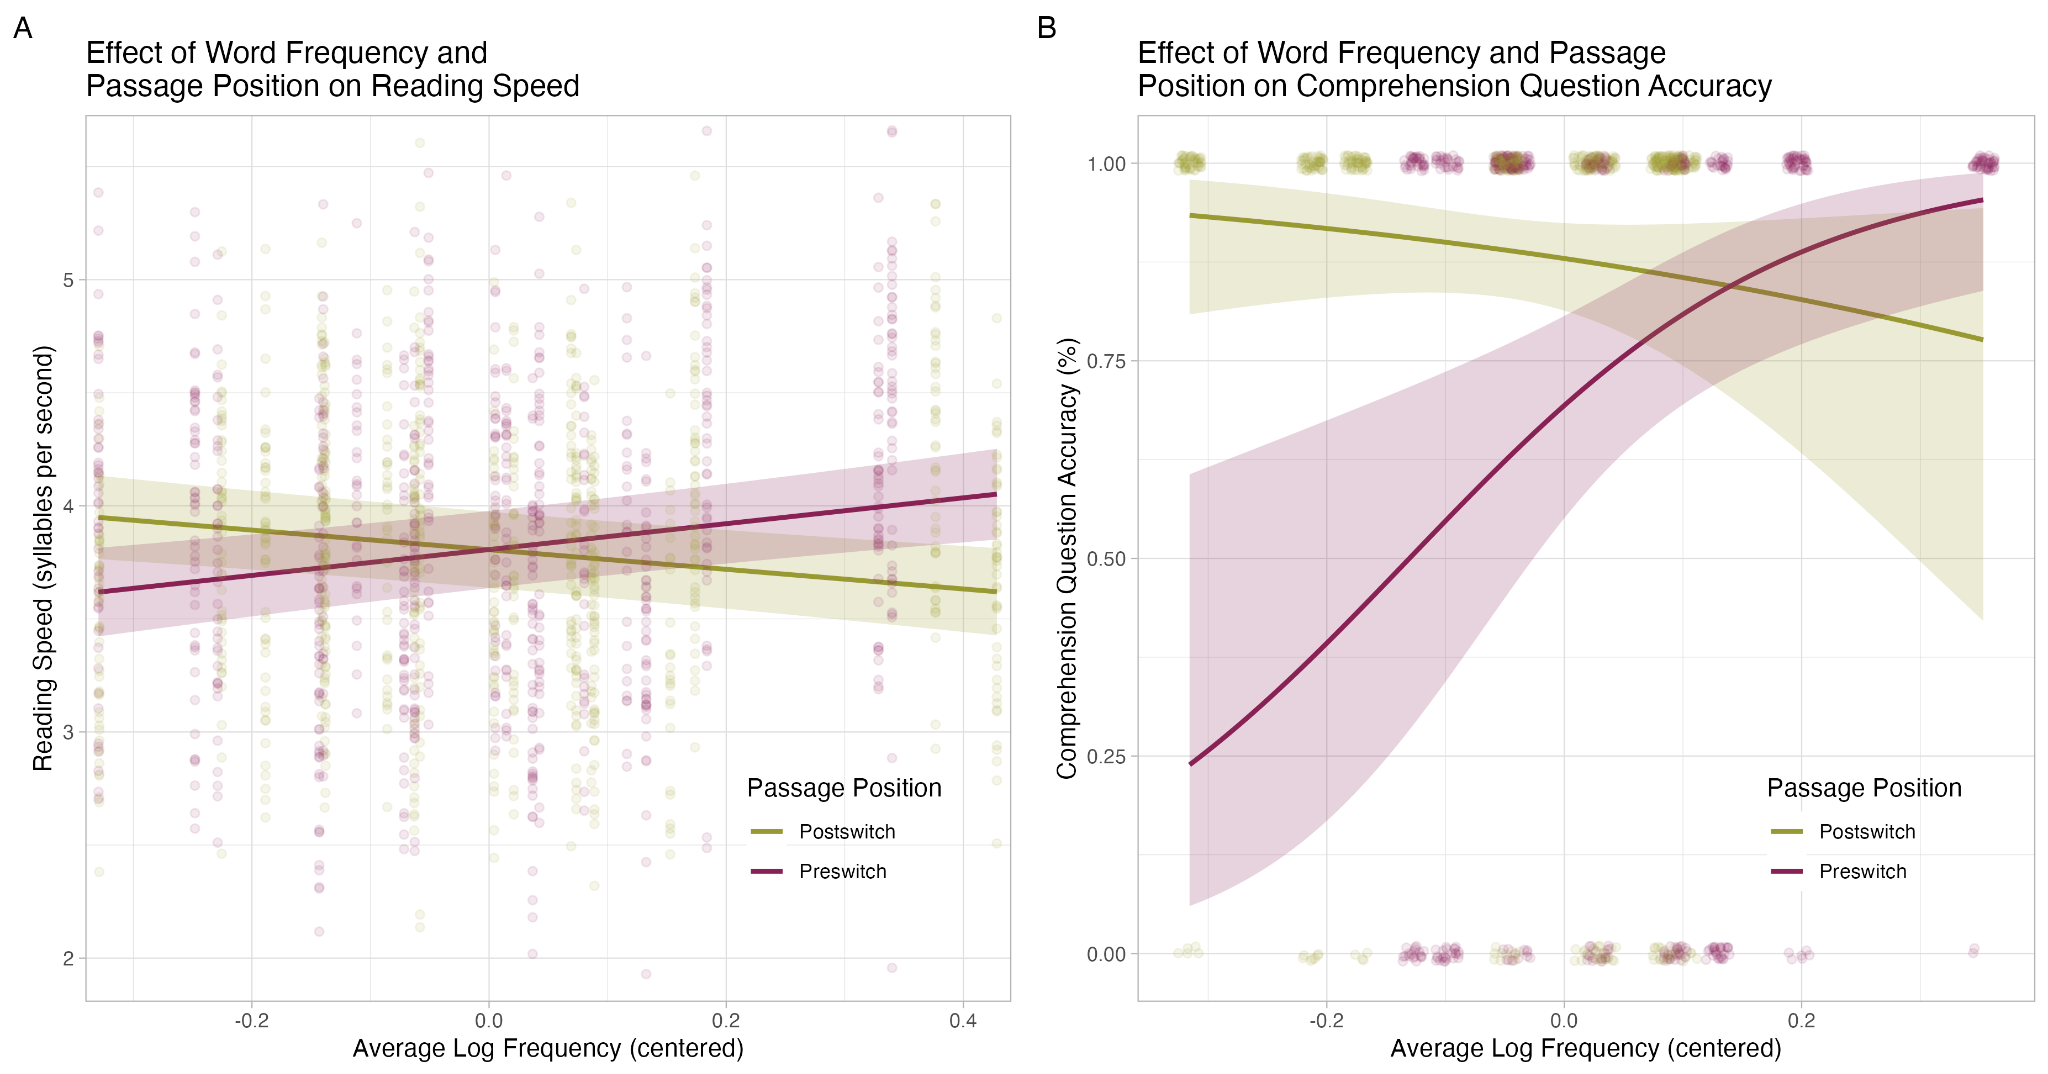 A
Effect of Word Frequency and
Passage Position on Reading Speed
Reading Speed (syllables per second)
5
4
3
2
-0.2
0.0
0.2
0.4
Average Log Frequency (centered)
Passage Position
Postswitch
Preswitch
B
Effect of Word Frequency and Passage
Position on Comprehension Question Accuracy
Comprehension Question Accuracy (%)
1.00
0.75
0.50
0.25
0.00
-0.2
0.0
0.2
Average Log Frequency (centered)
Passage Position
Postswitch
Preswitch